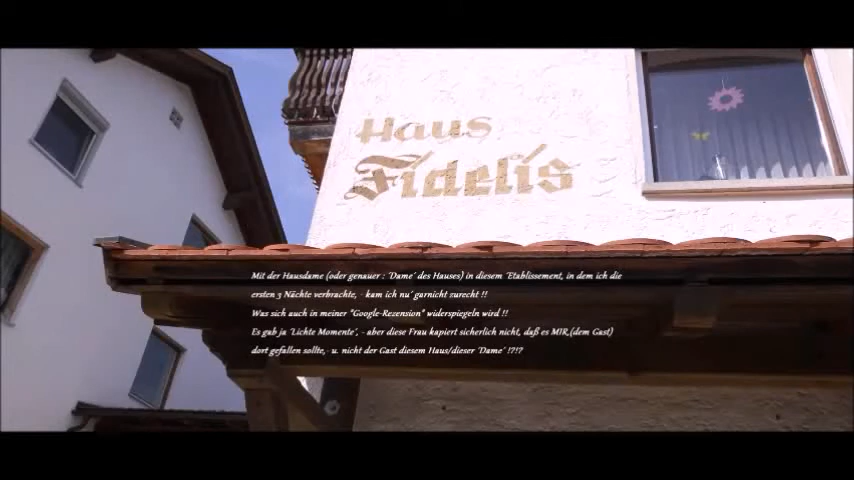 Haus
Fidelis
Mit der Hausdame (oder genauer : ´Dame´ des Hauses) in diesem ´Etablissement, in dem ich die
ersten 3 Nächte verbrachte, - kam ich nu´ garnicht zurecht !!
Was sich auch in meiner "Google-Rezension" widerspiegeln wird !!
Es gab ja ´Lichte Momente´, - aber diese Frau kapiert sicherlich nicht, daß es MIR,(dem Gast)
dort gefallen sollte,- u. nicht der Gast diesem Haus/dieser ´Dame´ !?!?